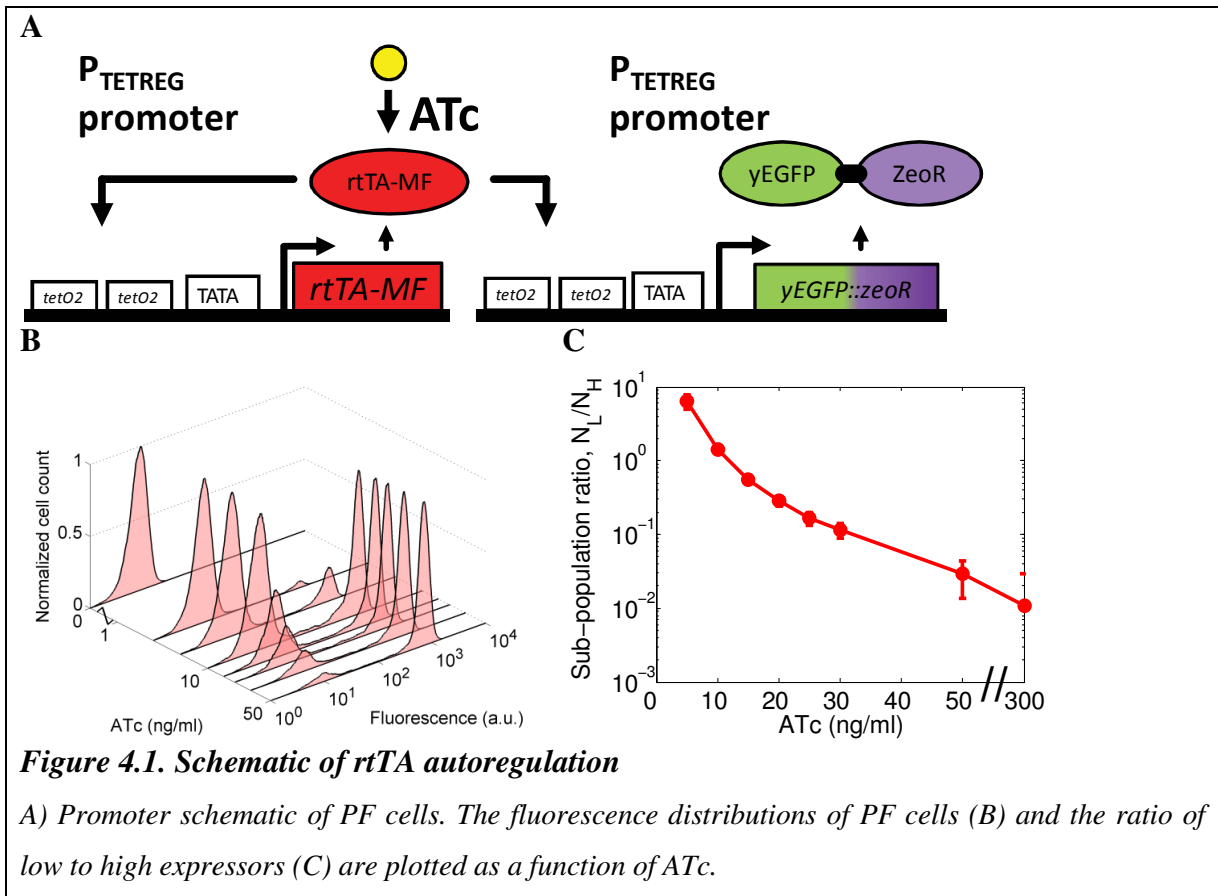 A
P_TETREG
promoter
ATc
P_TETREG
promoter
rtTA-MF
yEGFP
ZeoR
tetO2
tetO2
TATA
rtTA-MF
tetO2
tetO2
TATA
yEGFP::zeoR
B
C
Normalized cell count
1
0.5
0
0
1
10
50
ATc (ng/ml)
10^0
10^1
10^2
10^3
10^4
Fluorescence (a.u.)
Sub-population ratio, N_L/N_H
10^1
10^0
10^-1
10^-2
10^-3
0 10 20 30 40 50 // 300
ATc (ng/ml)
Figure 4.1. Schematic of rtTA autoregulation
A) Promoter schematic of PF cells. The fluorescence distributions of PF cells (B) and the ratio of
low to high expressors (C) are plotted as a function of ATc.